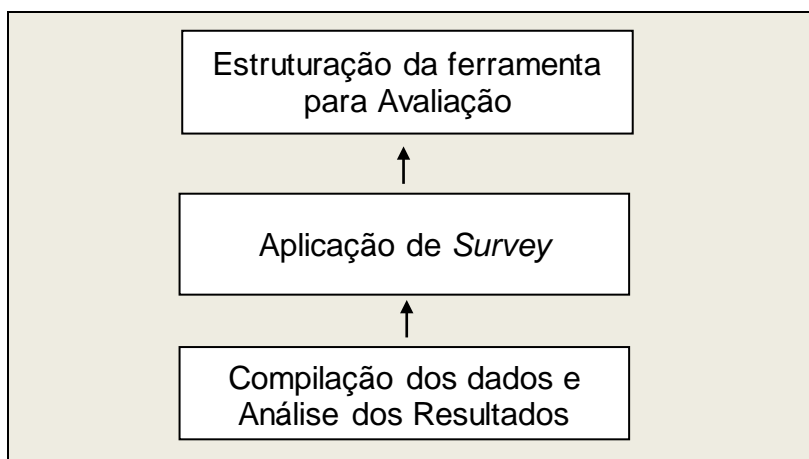 Estruturação da ferramenta
para Avaliação
Aplicação de Survey
Compilação dos dados e
Análise dos Resultados